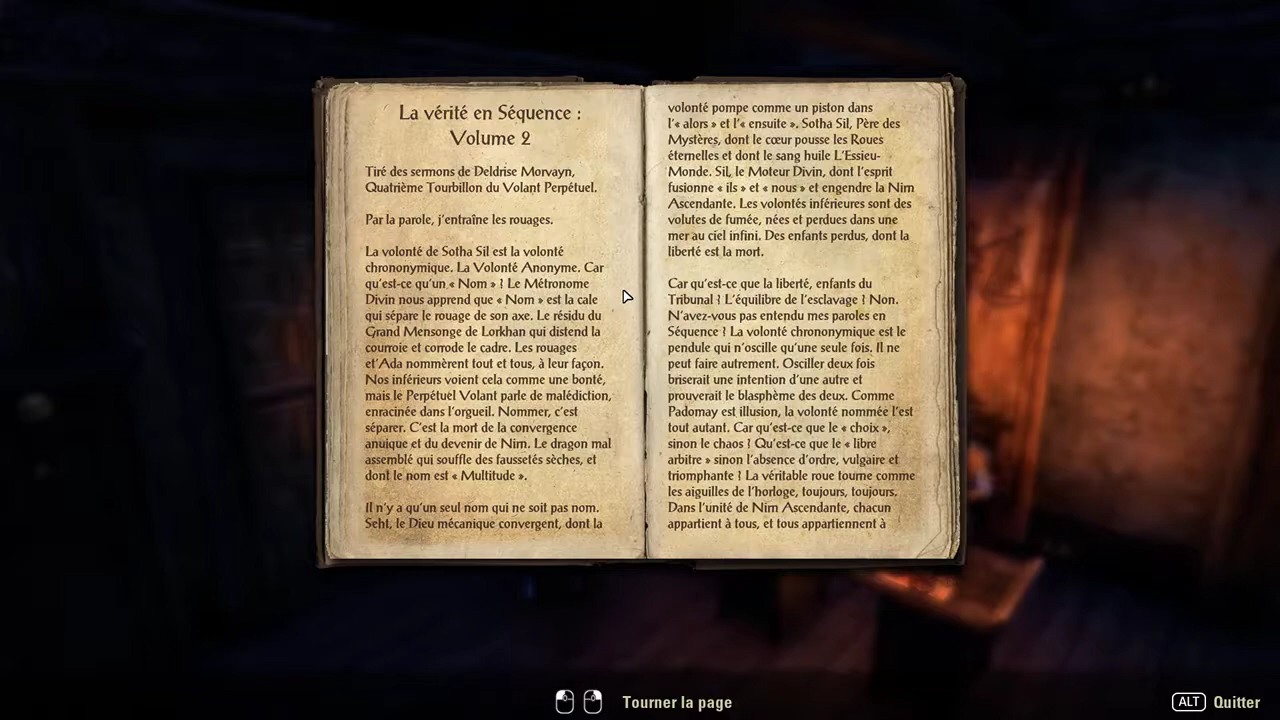 La vérité en Séquence :
Volume 2
Tiré des sermons de Deldrise Morvayn,
Quatrième Tourbillon du Volant Perpétuel.
Par la parole, j'entraîne les rouages.
La volonté de Sotha Sil est la volonté
chrononymique. La Volonté Anonyme. Car
qu'est-ce qu'un « Nom » ? Le Métronome
Divin nous apprend que « Nom » est la cale
qui sépare le rouage de son axe. Le résidu du
Grand Mensonge de Lorkhan qui distend la
courroie et corrode le cadre. Les rouages
et'Ada nommèrent tout et tous, à leur façon.
Nos inférieurs voient cela comme une bonté,
mais le Perpétuel Volant parle de malédiction,
enracinée dans l'orgueil. Nommer, c'est
séparer. C'est la mort de la convergence
anuique et du devenir de Nirn. Le dragon mal
assemblé qui souffle des faussetés sèches, et
dont le nom est « Multitude ».
Il n'y a qu'un seul nom qui ne soit pas nom.
Seht, le Dieu mécanique convergent, dont la
volonté pompe comme un piston dans
l'« alors » et l'« ensuite ». Sotha Sil, Père des
Mystères, dont le cœur pousse les Roues
éternelles et dont le sang huile L'Essieu-
Monde. Sil, le Moteur Divin, dont l'esprit
fusionne « ils » et « nous » et engendre la Nirn
Ascendante. Les volontés inférieures sont des
volutes de fumée, nées et perdues dans une
mer au ciel infini. Des enfants perdus, dont la
liberté est la mort.
Car qu'est-ce que la liberté, enfants du
Tribunal ? L'équilibre de l'esclavage ? Non.
N'avez-vous pas entendu mes paroles en
Séquence ? La volonté chrononymique est le
pendule qui n'oscille qu'une seule fois. Il ne
peut faire autrement. Osciller deux fois
briserait une intention d'une autre et
prouverait le blasphème des deux. Comme
Padomay est illusion, la volonté nommée l'est
tout autant. Car qu'est-ce que le « choix »,
sinon le chaos ? Qu'est-ce que le « libre
arbitre » sinon l'absence d'ordre, vulgaire et
triomphante ? La véritable roue tourne comme
les aiguilles de l'horloge, toujours, toujours.
Dans l'unité de Nirn Ascendante, chacun
appartient à tous, et tous appartiennent à
Tourner la page
ALT Quitter